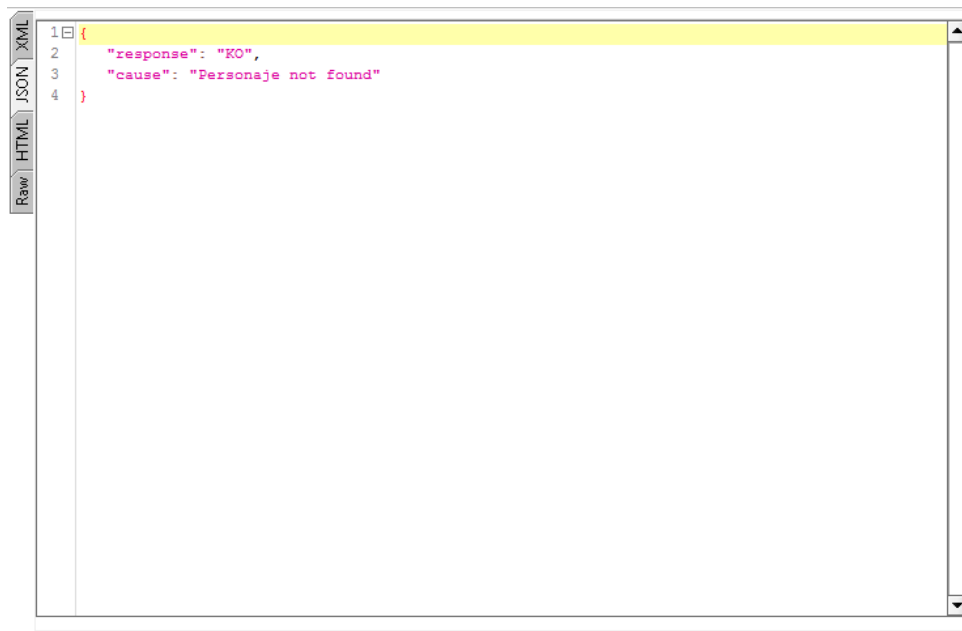 XML
JSON
HTML
Raw
1 {
2 "response": "KO",
3 "cause": "Personaje not found"
4 }